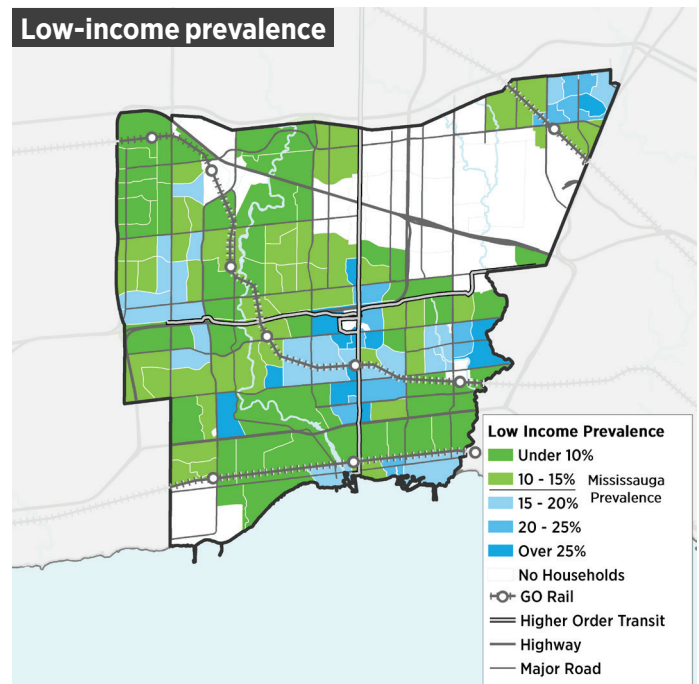 Low-income prevalence
Low Income Prevalence
Under 10%
10 - 15%
Mississauga
Prevalence
15 - 20%
20 - 25%
Over 25%
No Households
GO Rail
Higher Order Transit
Highway
Major Road